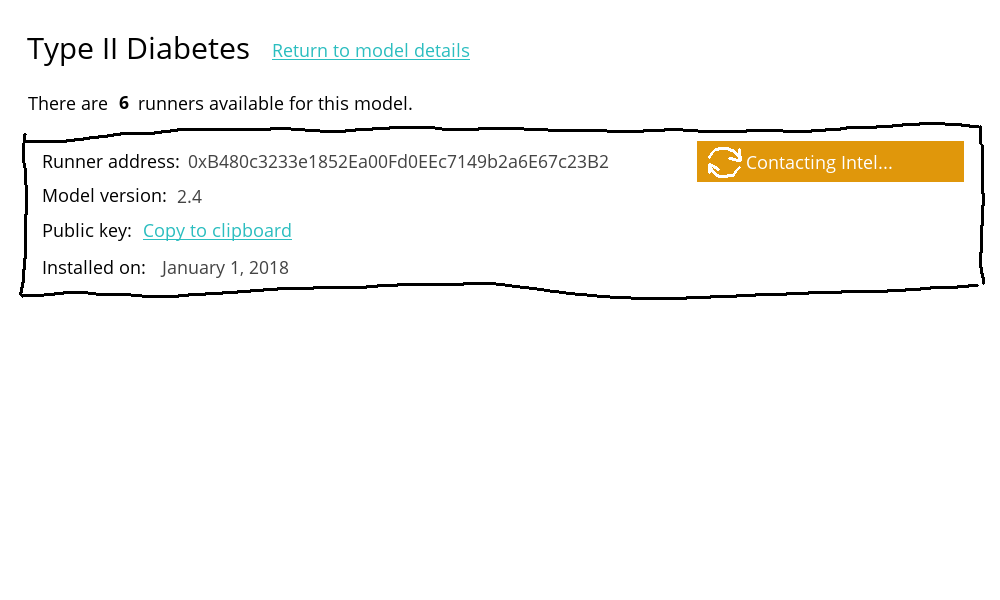 Type II Diabetes Return to model details
There are 6 runners available for this model.
Runner address: 0xB480c3233e1852Ea00Fd0EEc7149b2a6E67c23B2 Contacting Intel...
Model version: 2.4
Public key: Copy to clipboard
Installed on: January 1, 2018